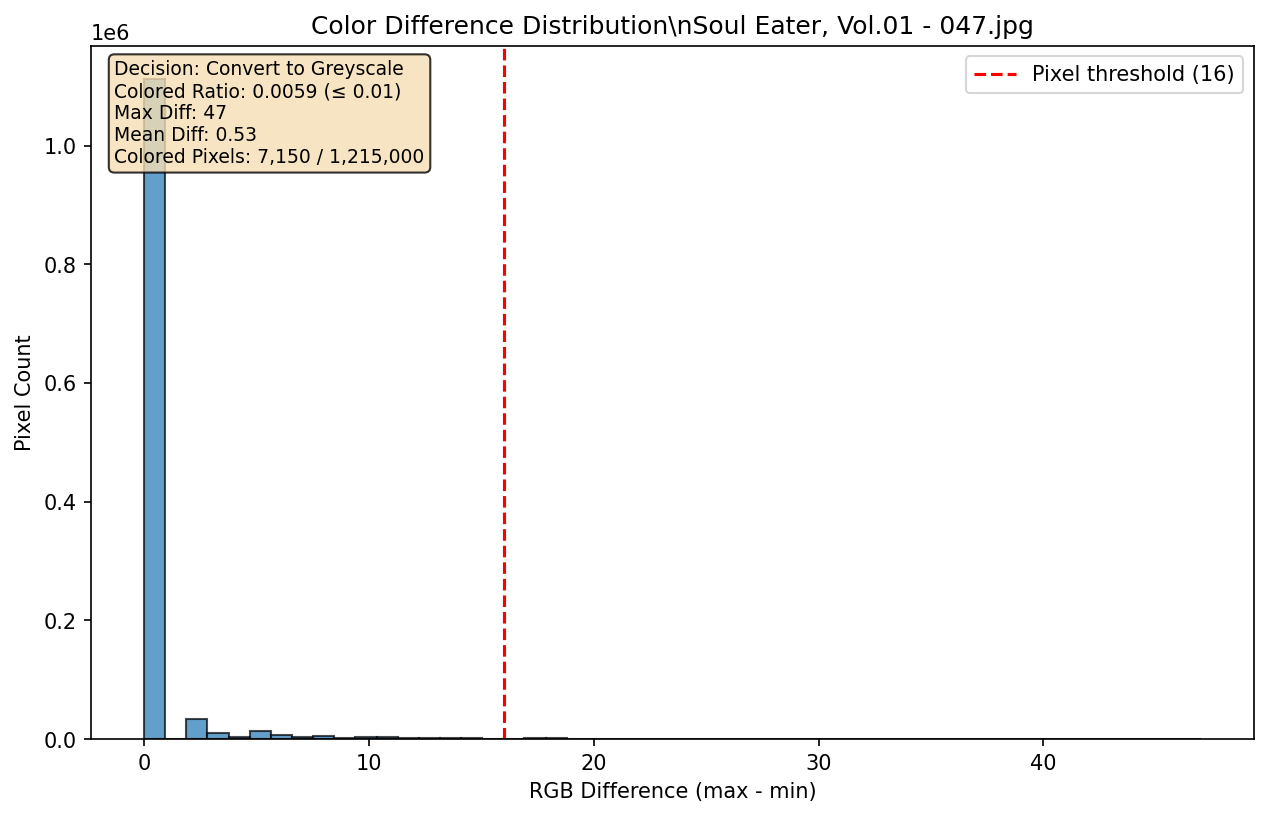 Color Difference Distribution\nSoul Eater, Vol.01 - 047.jpg
1e6
Decision: Convert to Greyscale
Colored Ratio: 0.0059 (≤ 0.01)
Max Diff: 47
Mean Diff: 0.53
Colored Pixels: 7,150 / 1,215,000
Pixel threshold (16)
1.0
0.8
0.6
0.4
0.2
0.0
Pixel Count
0 10 20 30 40
RGB Difference (max - min)